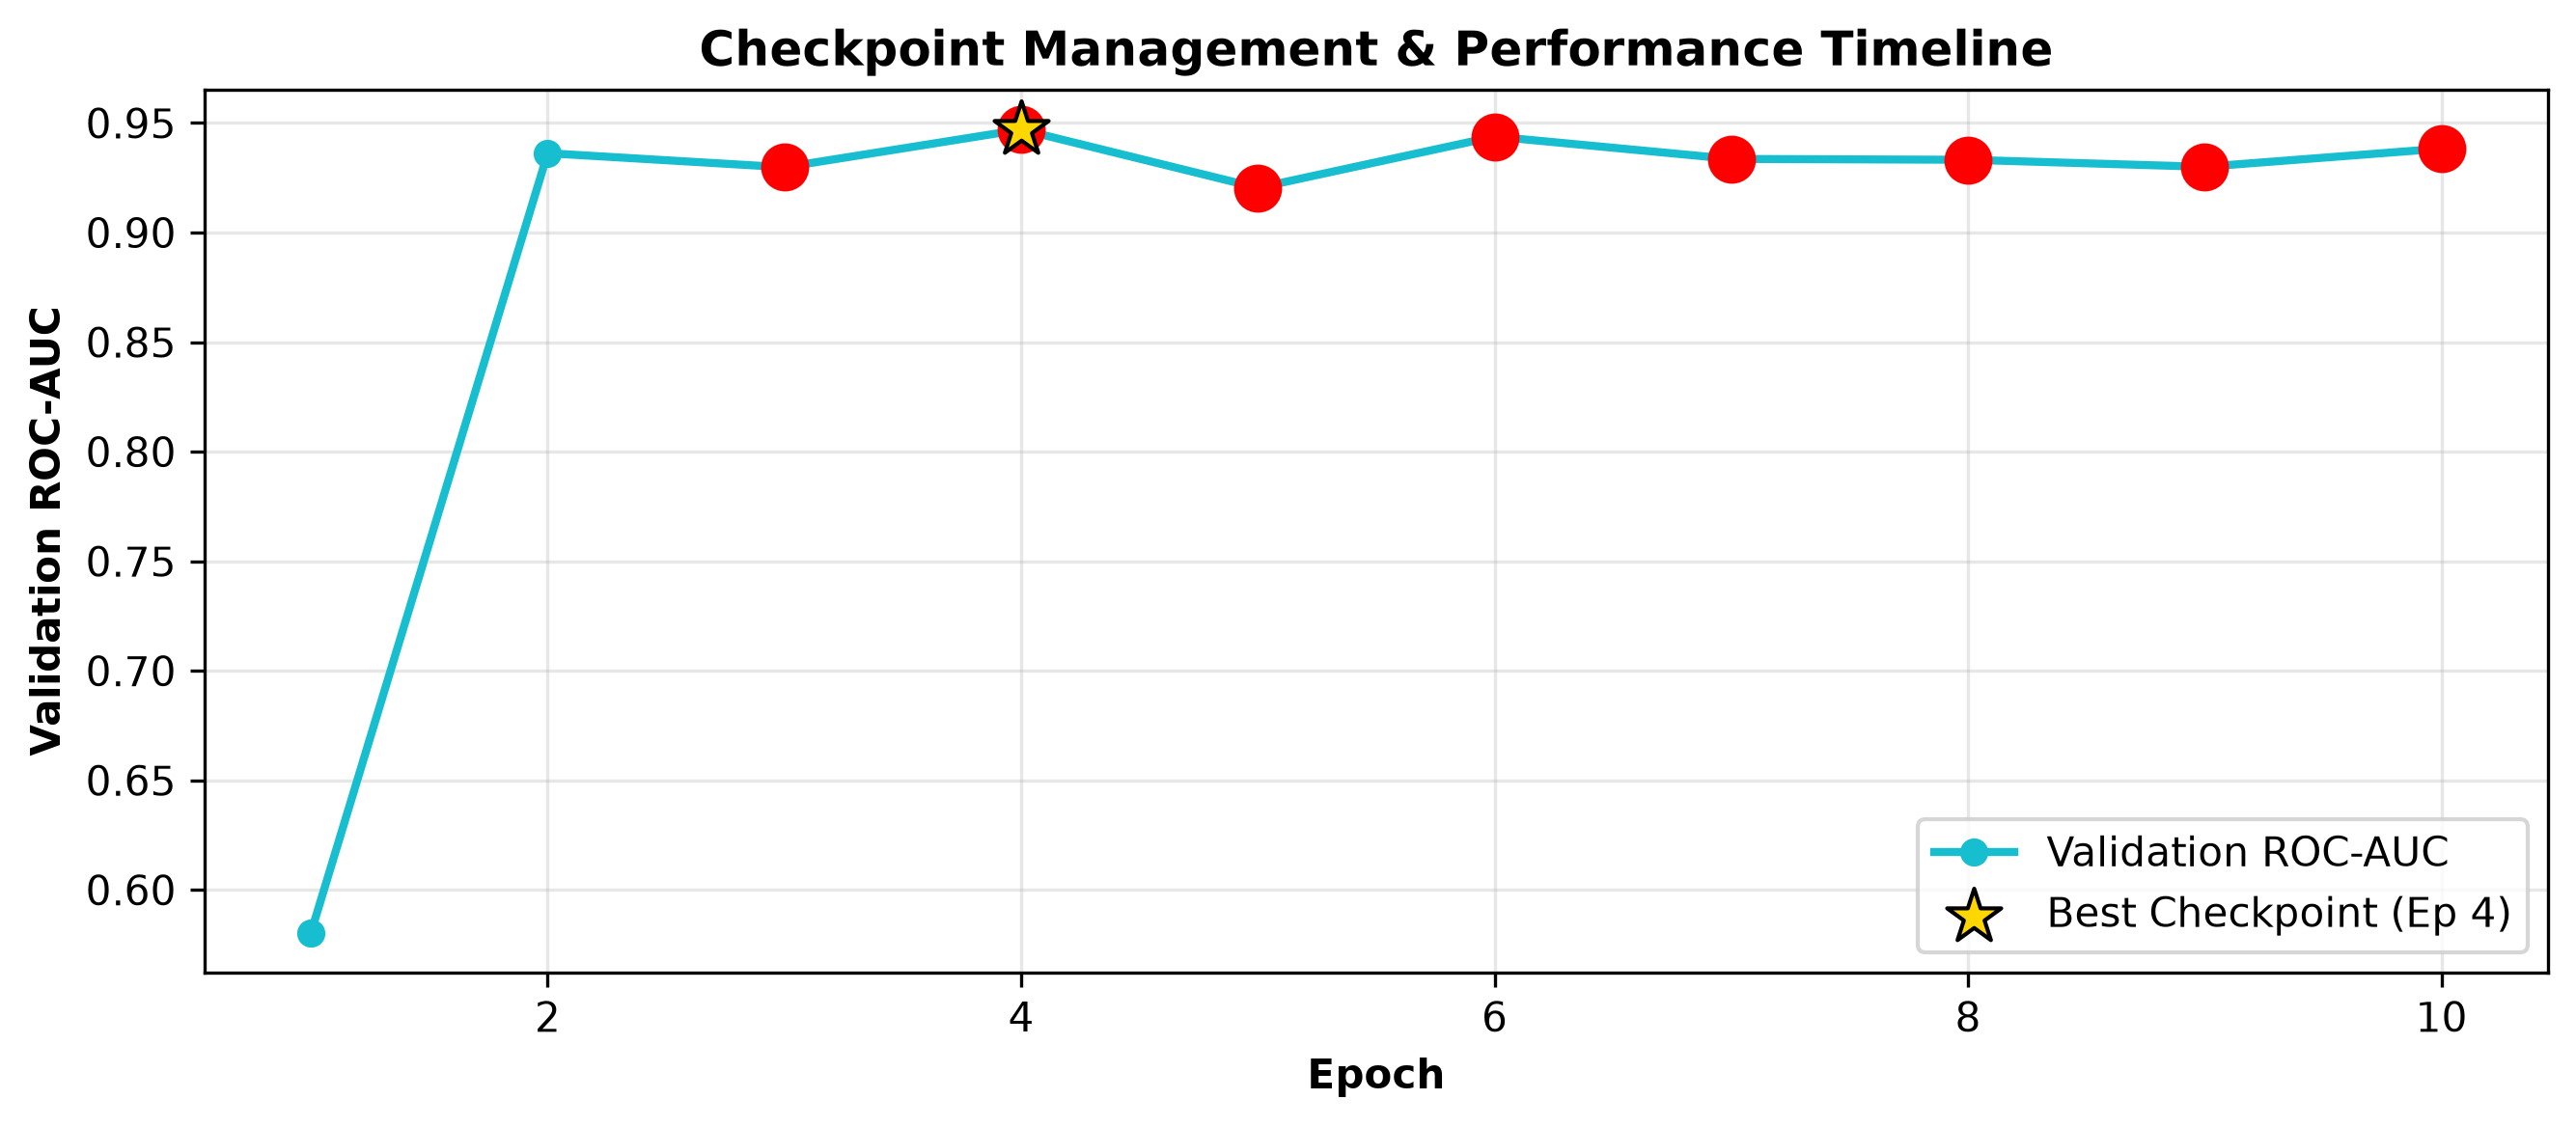 Checkpoint Management & Performance Timeline
Validation ROC-AUC
0.95
0.90
0.85
0.80
0.75
0.70
0.65
0.60
Validation ROC-AUC
Best Checkpoint (Ep 4)
2 4 6 8 10
Epoch